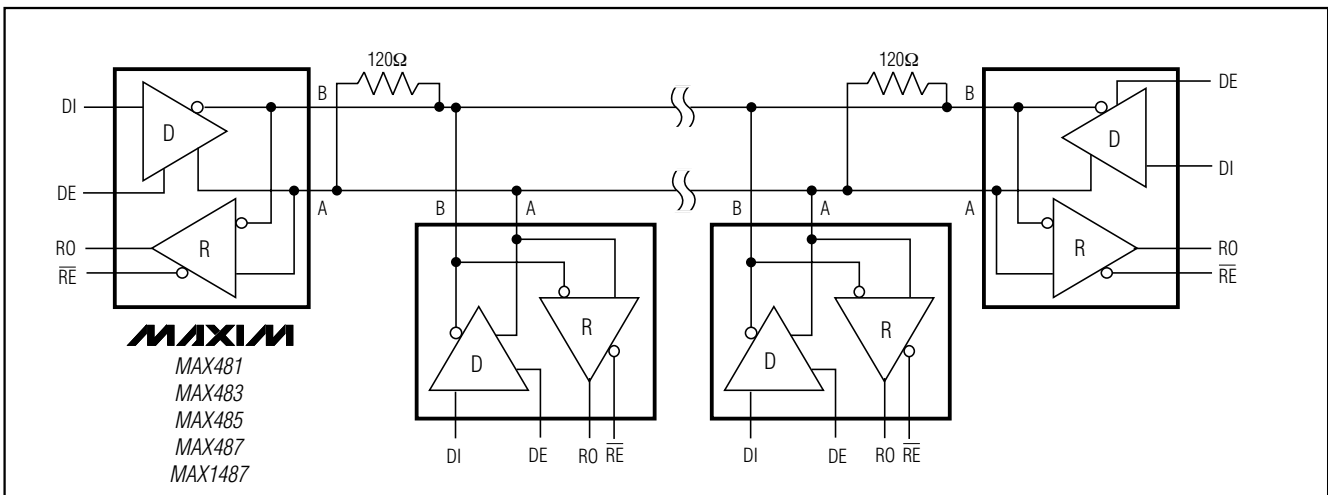 120Ω
120Ω
B
B
DI
DE
D
D
DE
DI
A
B
A
B
A
A
RO
R
R
RO
RE
RE
MAXIM
MAX481
MAX483
MAX485
MAX487
MAX1487
R
D
R
D
DI
DE
RO
RE
DI
DE
RO
RE